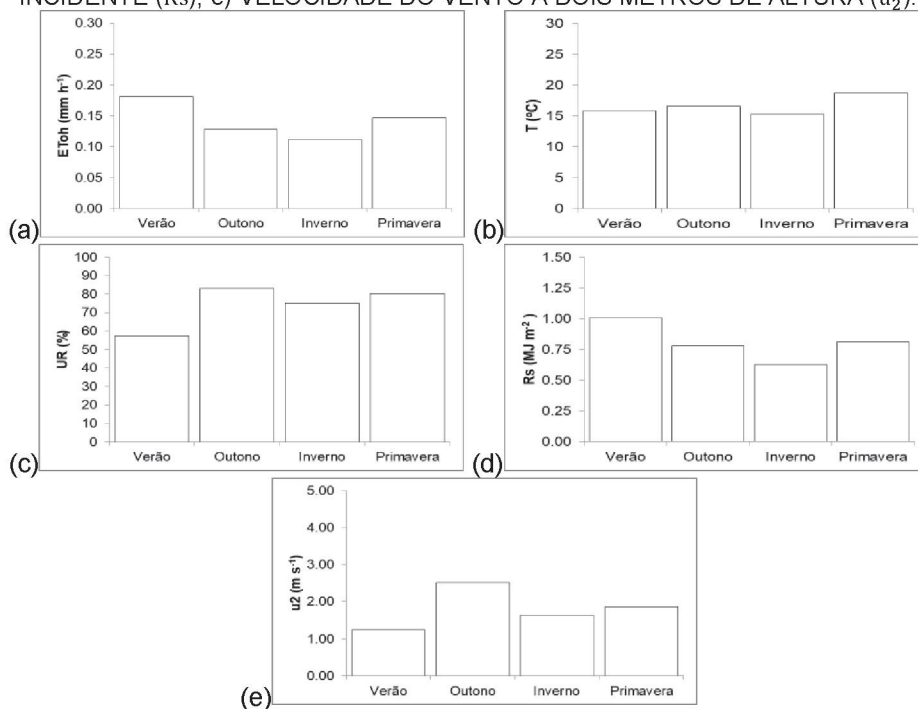 INCIDENTE (Rs); e) VELOCIDADE DO VENTO A DOIS METROS DE ALTURA (u₂).
0.30
0.25
0.20
0.15
0.10
0.05
0.00
EToh (mm h⁻¹)
Verão Outono Inverno Primavera
(a)
30
25
20
15
10
5
0
T (ºC)
Verão Outono Inverno Primavera
(b)
100
90
80
70
60
50
40
30
20
10
0
UR (%)
Verão Outono Inverno Primavera
(c)
1.50
1.25
1.00
0.75
0.50
0.25
0.00
Rs (MJ m⁻²)
Verão Outono Inverno Primavera
(d)
5.00
4.00
3.00
2.00
1.00
0.00
u2 (m s⁻¹)
Verão Outono Inverno Primavera
(e)